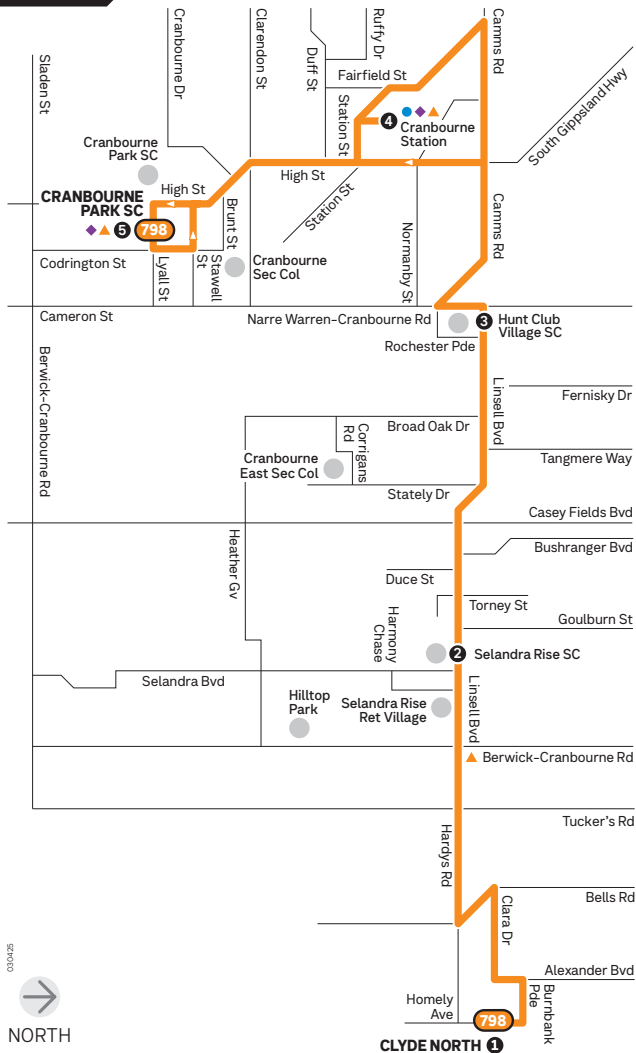 Sladen St
Cranbourne Dr
Clarendon St
Duff St
Ruffy Dr
Camms Rd
Fairfield St
Station St
4
Cranbourne
Station
South Gippsland Hwy
Cranbourne
Park SC
High St
High St
CRANBOURNE
PARK SC
5
798
Brunt St
Station St
Normanby St
Camms Rd
Codrington St
Lyall St
Stawell
St
Cranbourne
Sec Col
Cameron St
Narre Warren-Cranbourne Rd
3
Hunt Club
Village SC
Rochester Pde
Berwick-Cranbourne Rd
Linsell Bvd
Fernisky Dr
Broad Oak Dr
Corrigans
Rd
Cranbourne
East Sec Col
Tangmere Way
Stately Dr
Casey Fields Bvd
Heather Gv
Bushranger Bvd
Duce St
Torney St
Harmony
Chase
Goulburn St
2
Selandra Rise SC
Selandra Bvd
Hilltop
Park
Selandra Rise
Ret Village
Linsell Bvd
Berwick-Cranbourne Rd
Tucker's Rd
Hardys Rd
Bells Rd
Clara Dr
Alexander Bvd
Burnbank
Pde
Homely
Ave
798
CLYDE NORTH
1
030425
NORTH